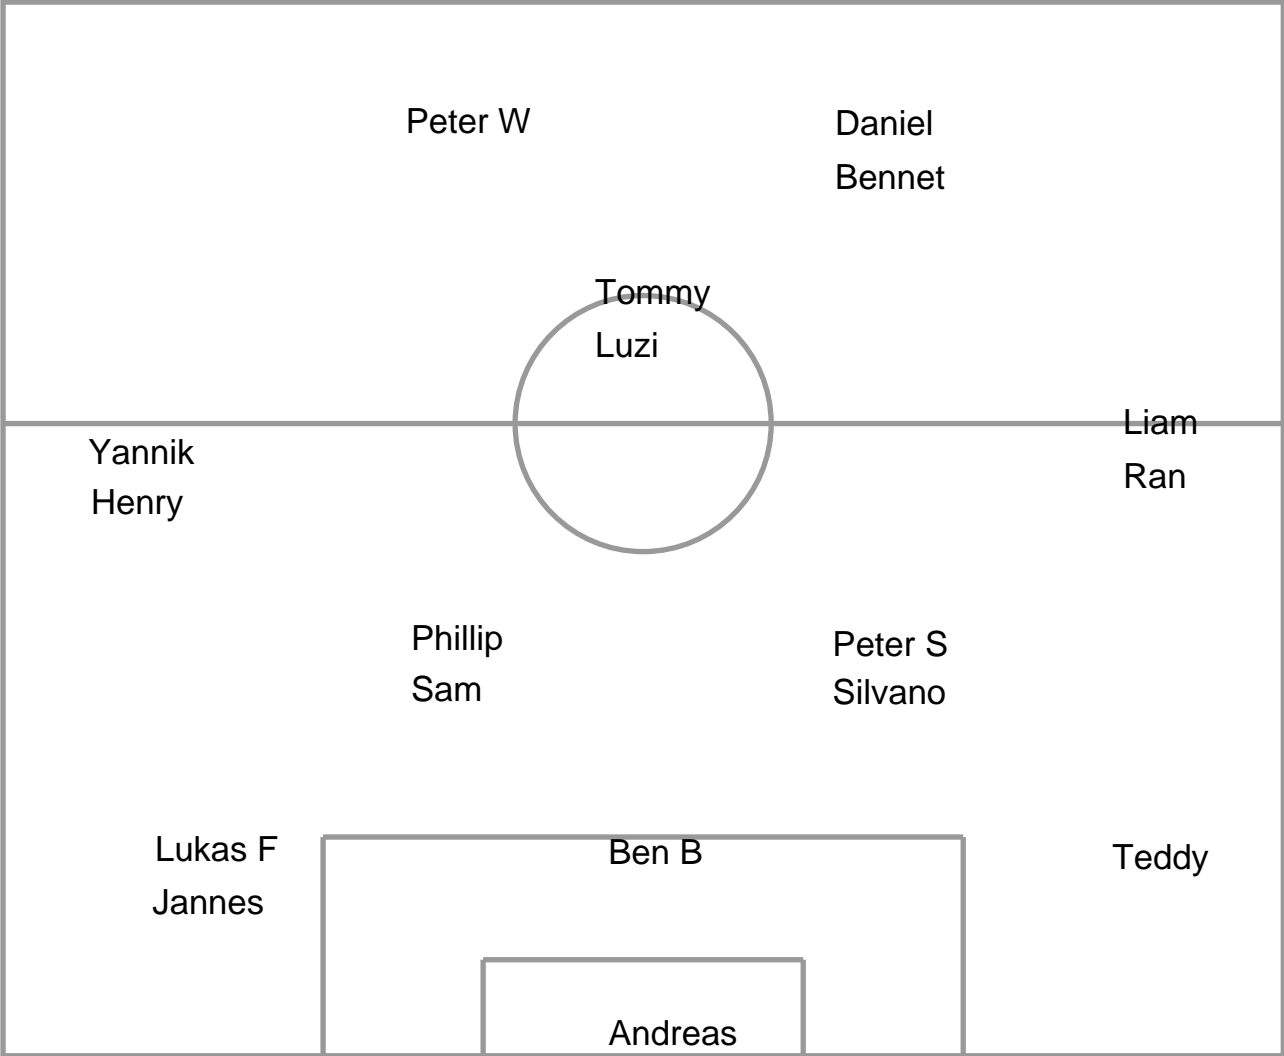 Peter W
Daniel
Bennet
Tommy
Luzi
Liam
Ran
Yannik
Henry
Phillip
Sam
Peter S
Silvano
Lukas F
Jannes
Ben B
Teddy
Andreas